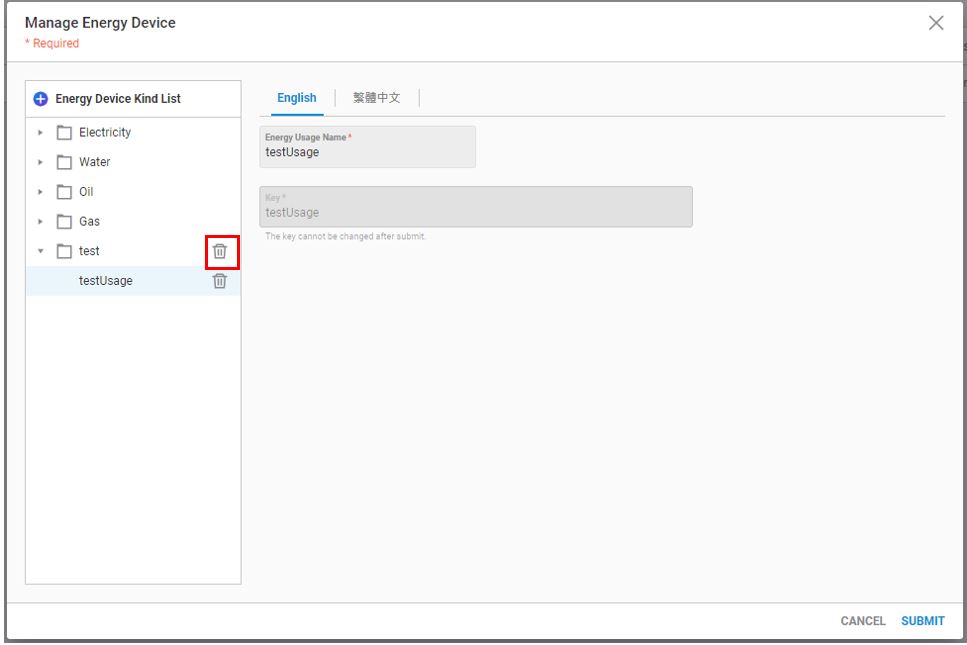 Manage Energy Device
* Required
Energy Device Kind List
Electricity
Water
Oil
Gas
test
testUsage
English
繁體中文
Energy Usage Name *
testUsage
Key *
testUsage
The key cannot be changed after submit.
CANCEL
SUBMIT